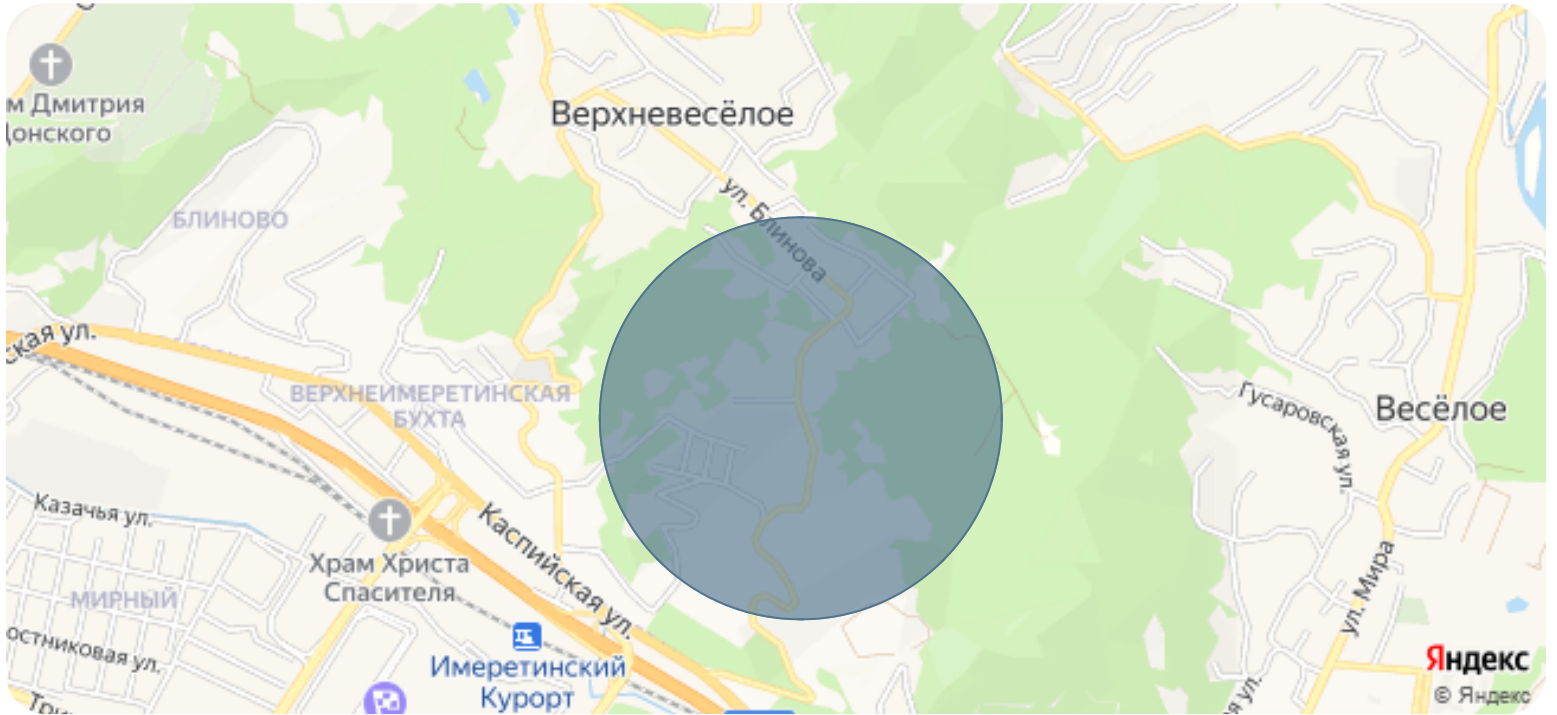 м Дмитрия
Донского
Верхневесёлое
ул. Блинова
БЛИНОВО
ская ул.
ВЕРХНЕИМЕРЕТИНСКАЯ
БУХТА
Гусаровская ул.
Весёлое
Казачья ул.
Каспийская ул.
Храм Христа
Спасителя
МИРНЫЙ
ул. Мира
остниковая ул.
Имеретинский
Курорт
Яндекс
© Яндекс
я ул.